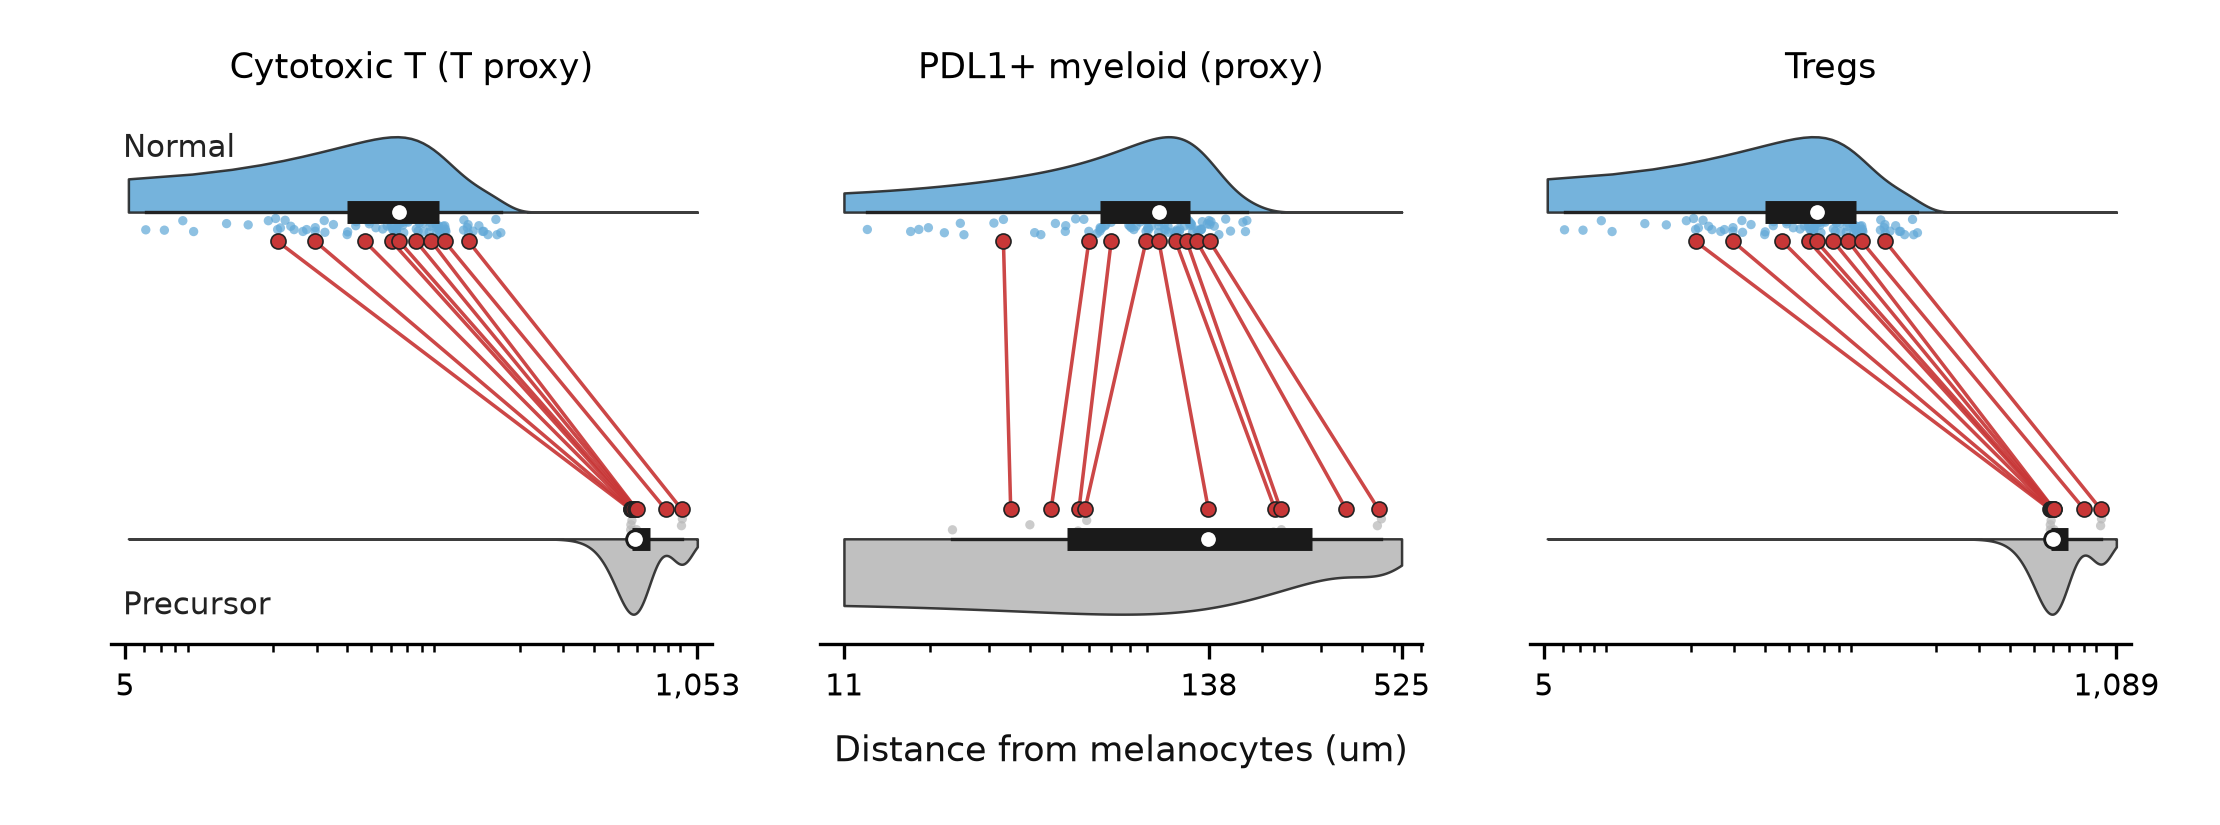 Cytotoxic T (T proxy)
PDL1+ myeloid (proxy)
Tregs
Normal
Precursor
5
1,053
11
138
525
5
1,089
Distance from melanocytes (um)